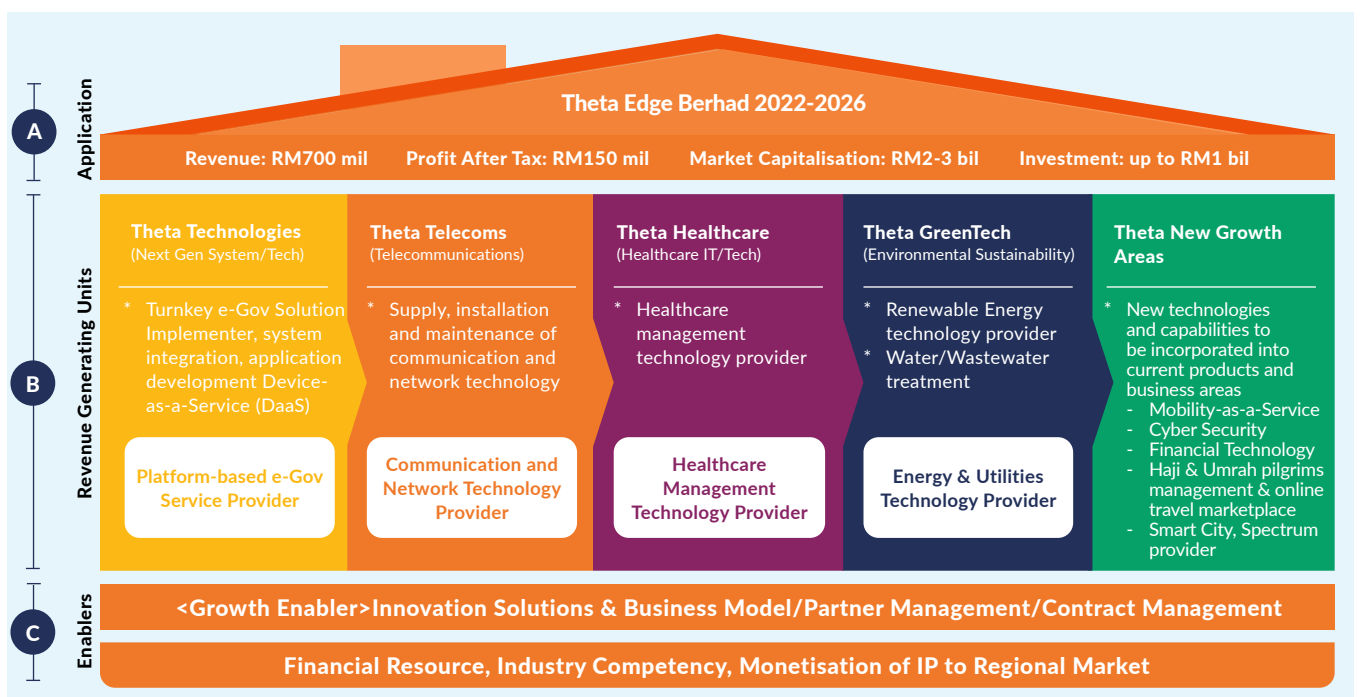 A
Application
Theta Edge Berhad 2022-2026
Revenue: RM700 mil
Profit After Tax: RM150 mil
Market Capitalisation: RM2-3 bil
Investment: up to RM1 bil
B
Revenue Generating Units
Theta Technologies
(Next Gen System/Tech)
* Turnkey e-Gov Solution
Implementer, system
integration, application
development Device-
as-a-Service (DaaS)
Platform-based e-Gov
Service Provider
Theta Telecoms
(Telecommunications)
* Supply, installation
and maintenance of
communication and
network technology
Communication and
Network Technology
Provider
Theta Healthcare
(Healthcare IT/Tech)
* Healthcare
management
technology provider
Healthcare
Management
Technology Provider
Theta GreenTech
(Environmental Sustainability)
* Renewable Energy
technology provider
* Water/Wastewater
treatment
Energy & Utilities
Technology Provider
Theta New Growth
Areas
* New technologies
and capabilities to
be incorporated into
current products and
business areas
- Mobility-as-a-Service
- Cyber Security
- Financial Technology
- Haji & Umrah pilgrims
management & online
travel marketplace
- Smart City, Spectrum
provider
C
Enablers
<Growth Enabler>Innovation Solutions & Business Model/Partner Management/Contract Management
Financial Resource, Industry Competency, Monetisation of IP to Regional Market